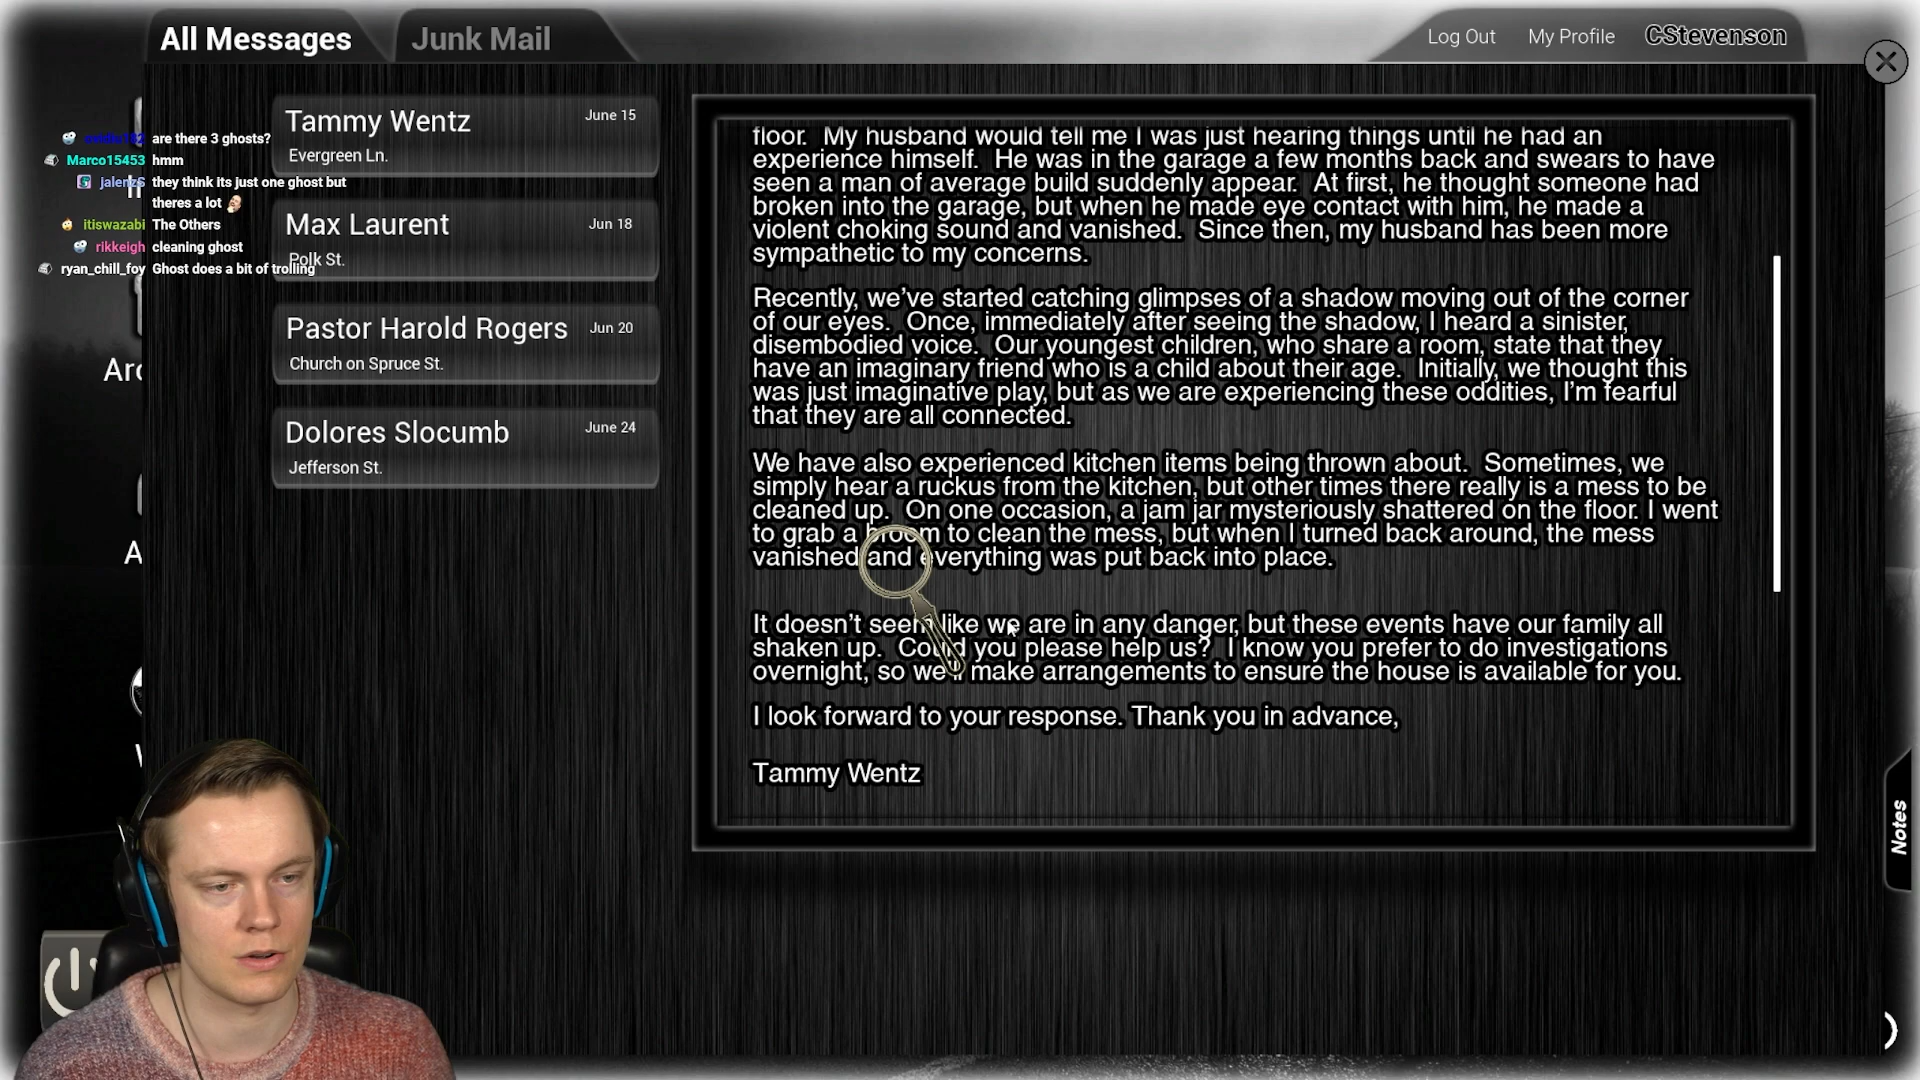 All Messages
Junk Mail
Log Out
My Profile
CStevenson
Tammy Wentz
June 15
Evergreen Ln.
Max Laurent
Jun 18
Polk St.
Pastor Harold Rogers
Jun 20
Church on Spruce St.
Dolores Slocumb
June 24
Jefferson St.
are there 3 ghosts?
Marco15453 hmm
jalenzS they think its just one ghost but
theres a lot
itiswazabi The Others
rikkeigh cleaning ghost
ryan_chill_foy Ghost does a bit of trolling
floor. My husband would tell me I was just hearing things until he had an
experience himself. He was in the garage a few months back and swears to have
seen a man of average build suddenly appear. At first, he thought someone had
broken into the garage, but when he made eye contact with him, he made a
violent choking sound and vanished. Since then, my husband has been more
sympathetic to my concerns.
Recently, we've started catching glimpses of a shadow moving out of the corner
of our eyes. Once, immediately after seeing the shadow, I heard a sinister,
disembodied voice. Our youngest children, who share a room, state that they
have an imaginary friend who is a child about their age. Initially, we thought this
was just imaginative play, but as we are experiencing these oddities, I'm fearful
that they are all connected.
We have also experienced kitchen items being thrown about. Sometimes, we
simply hear a ruckus from the kitchen, but other times there really is a mess to be
cleaned up. On one occasion, a jam jar mysteriously shattered on the floor. I went
to grab a broom to clean the mess, but when I turned back around, the mess
vanished and everything was put back into place.
It doesn't seem like we are in any danger, but these events have our family all
shaken up. Could you please help us? I know you prefer to do investigations
overnight, so we'll make arrangements to ensure the house is available for you.
I look forward to your response. Thank you in advance,
Tammy Wentz
Notes